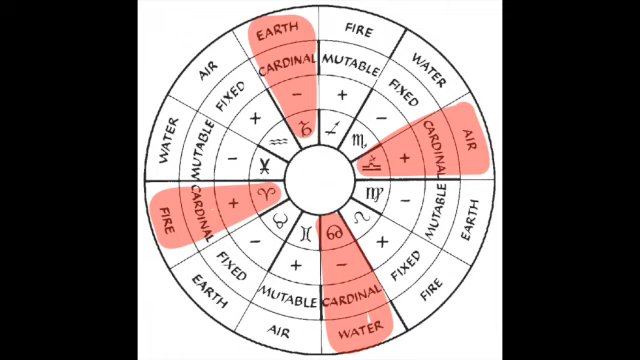 EARTH
CARDINAL
−
♑
FIRE
MUTABLE
+
♐
WATER
FIXED
−
♏
AIR
CARDINAL
+
♎
EARTH
MUTABLE
−
♍
FIRE
FIXED
+
♌
WATER
CARDINAL
−
♋
AIR
MUTABLE
+
♊
EARTH
FIXED
−
♉
FIRE
CARDINAL
+
♈
WATER
MUTABLE
−
♓
AIR
FIXED
+
♒